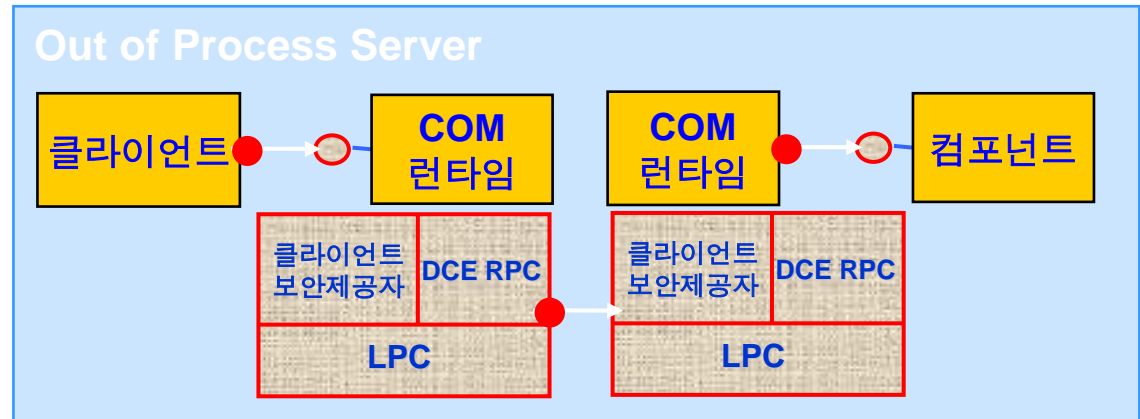 Out of Process Server
클라이언트
COM
런타임
COM
런타임
컴포넌트
클라이언트
보안제공자
DCE RPC
LPC
클라이언트
보안제공자
DCE RPC
LPC